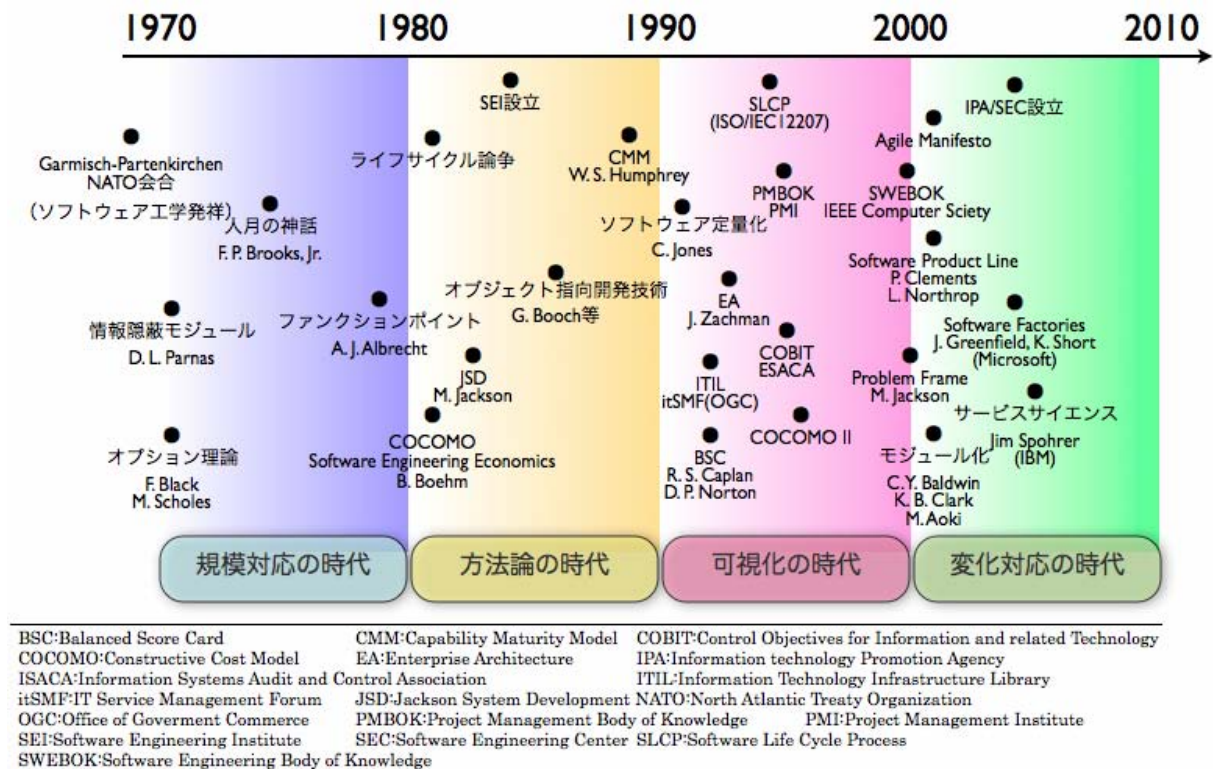 1970 1980 1990 2000 2010
SEI設立
SLCP
(ISO/IEC12207)
IPA/SEC設立
Agile Manifesto
Garmisch-Partenkirchen
NATO会合
(ソフトウェア工学発祥)
ライフサイクル論争
CMM
W. S. Humphrey
PMBOK
PMI
SWEBOK
IEEE Computer Sciety
人月の神話
F. P. Brooks, Jr.
ソフトウェア定量化
C. Jones
Software Product Line
P. Clements
L. Northrop
オブジェクト指向開発技術
G. Booch等
EA
J. Zachman
情報隠蔽モジュール
D. L. Parnas
ファンクションポイント
A. J. Albrecht
Software Factories
J. Greenfield, K. Short
(Microsoft)
COBIT
ESACA
JSD
M. Jackson
ITIL
itSMF(OGC)
Problem Frame
M. Jackson
サービスサイエンス
Jim Spohrer
(IBM)
オプション理論
F. Black
M. Scholes
COCOMO
Software Engineering Economics
B. Boehm
COCOMO II
BSC
R. S. Caplan
D. P. Norton
モジュール化
C.Y. Baldwin
K. B. Clark
M. Aoki
規模対応の時代 方法論の時代 可視化の時代 変化対応の時代
BSC:Balanced Score Card CMM:Capability Maturity Model COBIT:Control Objectives for Information and related Technology
COCOMO:Constructive Cost Model EA:Enterprise Architecture IPA:Information technology Promotion Agency
ISACA:Information Systems Audit and Control Association ITIL:Information Technology Infrastructure Library
itSMF:IT Service Management Forum JSD:Jackson System Development NATO:North Atlantic Treaty Organization
OGC:Office of Goverment Commerce PMBOK:Project Management Body of Knowledge PMI:Project Management Institute
SEI:Software Engineering Institute SEC:Software Engineering Center SLCP:Software Life Cycle Process
SWEBOK:Software Engineering Body of Knowledge